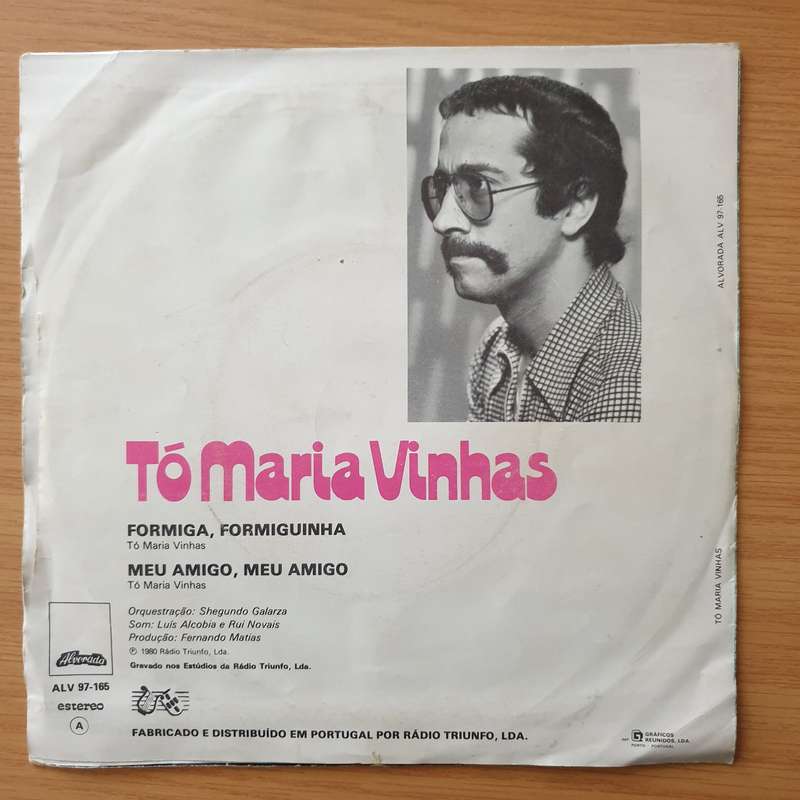 TÓ MARIA VINHAS
FORMIGA, FORMIGUINHA
Tó Maria Vinhas
MEU AMIGO, MEU AMIGO
Tó Maria Vinhas
Orquestração: Shegundo Galarza
Som: Luís Alcobia e Rui Novais
Produção: Fernando Matias
℗ 1980 Rádio Triunfo, Lda.
Gravado nos Estúdios da Rádio Triunfo, Lda.
Alvorada
ALV 97-165
estereo
A
FABRICADO E DISTRIBUÍDO EM PORTUGAL POR RÁDIO TRIUNFO, LDA.
GRÁFICOS
REUNIDOS, LDA.
PORTO - PORTUGAL
ALVORADA ALV 97-165
TÓ MARIA VINHAS